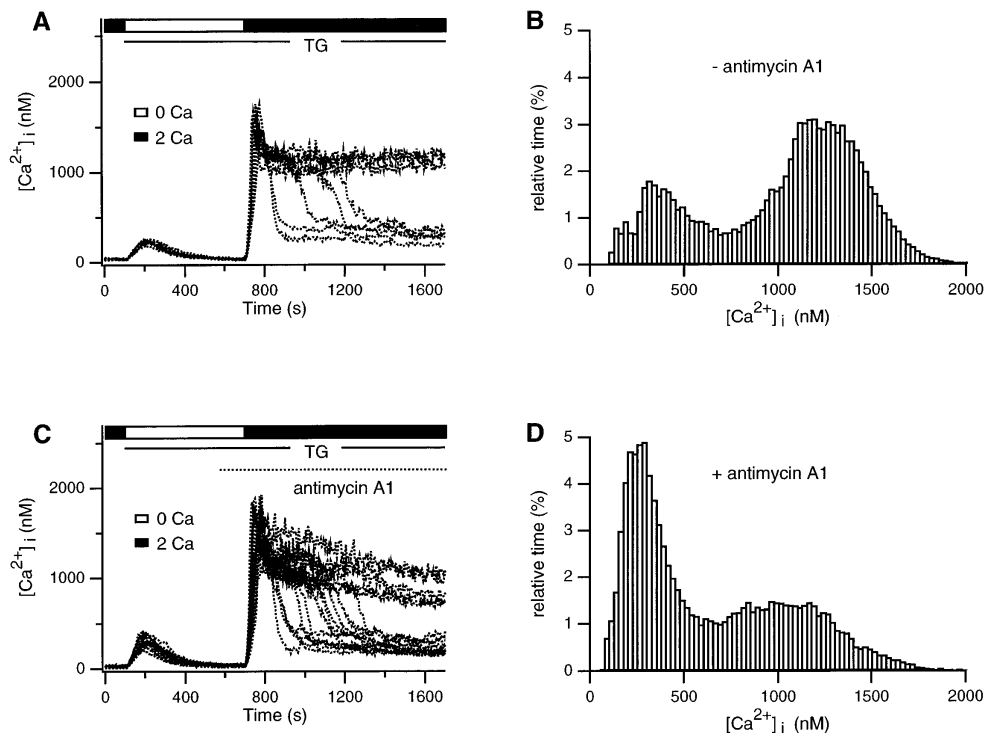 A
TG
2000
1000
0
[Ca2+] i (nM)
0 Ca
2 Ca
0 400 800 1200 1600
Time (s)
B
- antimycin A1
5
4
3
2
1
0
relative time (%)
0 500 1000 1500 2000
[Ca2+] i (nM)
C
TG
antimycin A1
2000
1000
0
[Ca2+] i (nM)
0 Ca
2 Ca
0 400 800 1200 1600
Time (s)
D
+ antimycin A1
5
4
3
2
1
0
relative time (%)
0 500 1000 1500 2000
[Ca2+] i (nM)